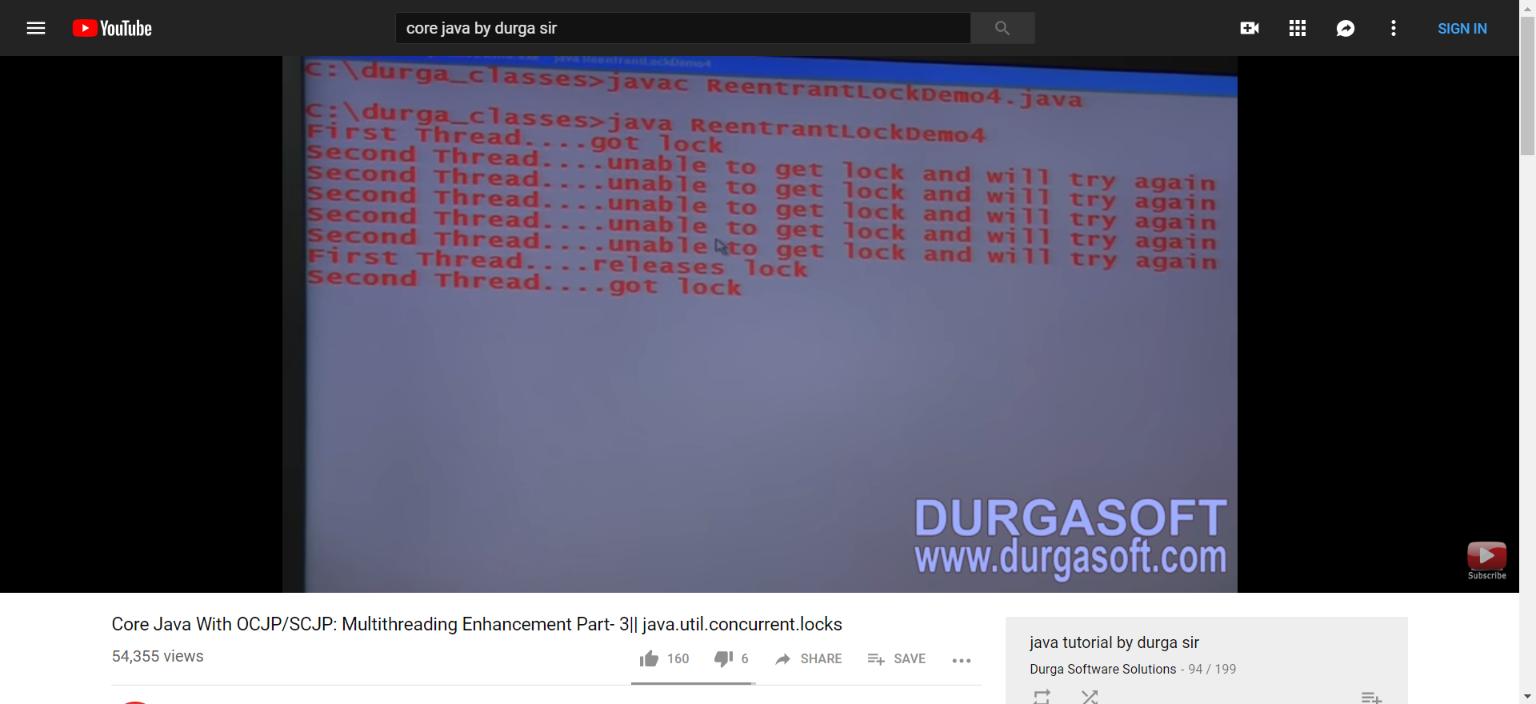 YouTube
core java by durga sir
SIGN IN
C:\durga_classes>javac ReentrantLockDemo4.java
C:\durga_classes>java ReentrantLockDemo4
First Thread....got lock
Second Thread....unable to get lock and will try again
Second Thread....unable to get lock and will try again
Second Thread....unable to get lock and will try again
Second Thread....unable to get lock and will try again
Second Thread....unable to get lock and will try again
First Thread....releases lock
Second Thread....got lock
DURGASOFT
www.durgasoft.com
Subscribe
Core Java With OCJP/SCJP: Multithreading Enhancement Part- 3|| java.util.concurrent.locks
54,355 views
160
6
SHARE
SAVE
java tutorial by durga sir
Durga Software Solutions - 94 / 199